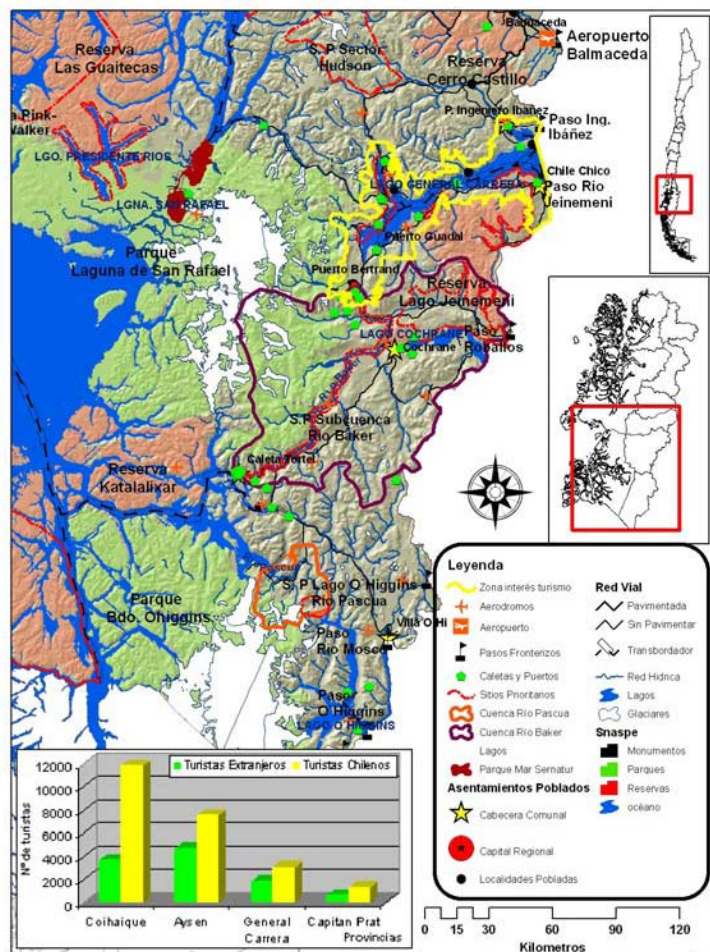 Balmaceda
Aeropuerto
Balmaceda
Reserva
Las Guaitecas
S. P Sector
Hudson
Reserva
Cerro Castillo
P. Ingeniero Ibáñez
Paso Ing.
Ibáñez
LGO. PRESIDENTE RIOS
LAGO GENERAL CARRERA
Chile Chico
Paso Río
Jeinemeni
LGNA. SAN RAFAEL
Puerto Guadal
Parque
Laguna de San Rafael
Puerto Bertrand
Reserva
Lago Jeinemeni
LAGO COCHRANE
Paso
Roballos
Cochrane
S.P Subcuenca
Rio Baker
Caleta Tortel
Reserva
Katalalixar
S. P Lago O Higgins
Rio Pascua
Parque
Bdo. Ohiggins
Villa O Hi
Paso
Rio Mosco
Paso
O Higgins
LAGO O HIGGINS
Leyenda
Zona interés turismo
Aerodromos
Aeropuerto
Pasos Fronterizos
Caletas y Puertos
Sitios Prioritarios
Cuenca Río Pascua
Cuenca Río Baker
Lagos
Parque Mar Sernatur
Asentamientos Poblados
Cabecera Comunal
Capital Regional
Localidades Pobladas
Red Vial
Pavimentada
Sin Pavimentar
Transbordador
Red Hidrica
Lagos
Glaciares
Snaspe
Monumentos
Parques
Reservas
océano
0 15 30 60 90 120
Kilometros
Turistas Extranjeros
Turistas Chilenos
Nº de turistas
12000
10000
8000
6000
4000
2000
0
Coihaique
Aysen
General
Carrera
Capitan Prat
Provincias